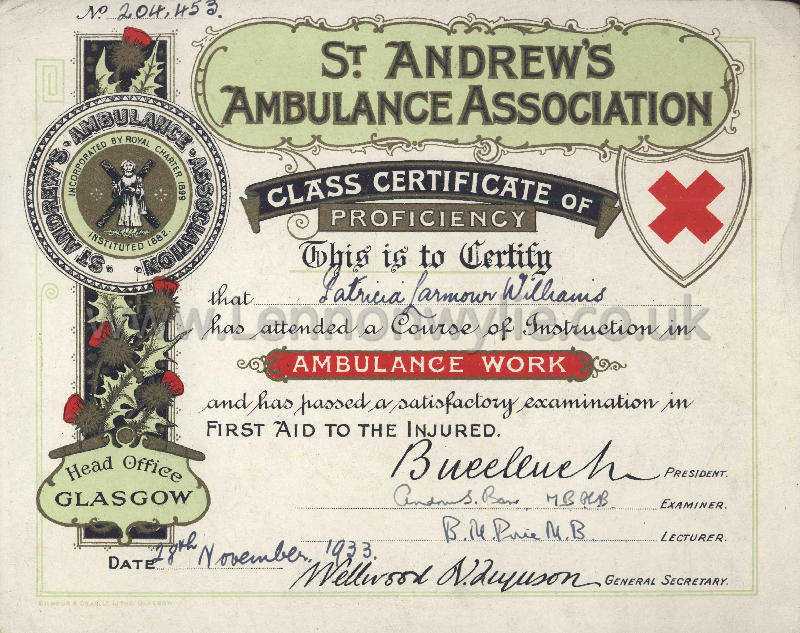 No 204,453.
ST. ANDREW'S
AMBULANCE ASSOCIATION
ST ANDREW'S · AMBULANCE · ASSOCIATION
INCORPORATED BY ROYAL CHARTER 1899
INSTITUTED 1882.
CLASS CERTIFICATE OF
PROFICIENCY
This is to Certify
that Patricia Larmour Williams
www.Lennonwylie.co.uk
has attended a Course of Instruction in
AMBULANCE WORK
and has passed a satisfactory examination in
FIRST AID TO THE INJURED.
Buccleuch PRESIDENT.
EXAMINER.
B.M. M.B. LECTURER.
Head Office
GLASGOW
DATE 28th November 1933.
Wellwood N. Ferguson GENERAL SECRETARY.